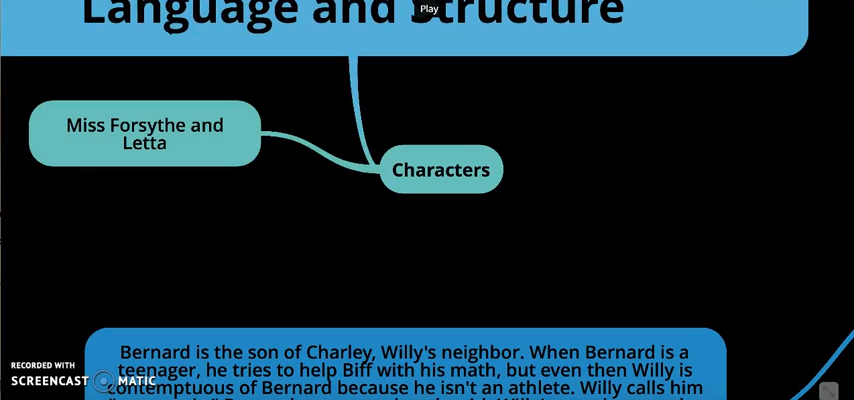 Language and Structure
Play
Miss Forsythe and
Letta
Characters
Bernard is the son of Charley, Willy's neighbor. When Bernard is a
teenager, he tries to help Biff with his math, but even then Willy is
contemptuous of Bernard because he isn't an athlete. Willy calls him
RECORDED WITH
SCREENCAST MATIC